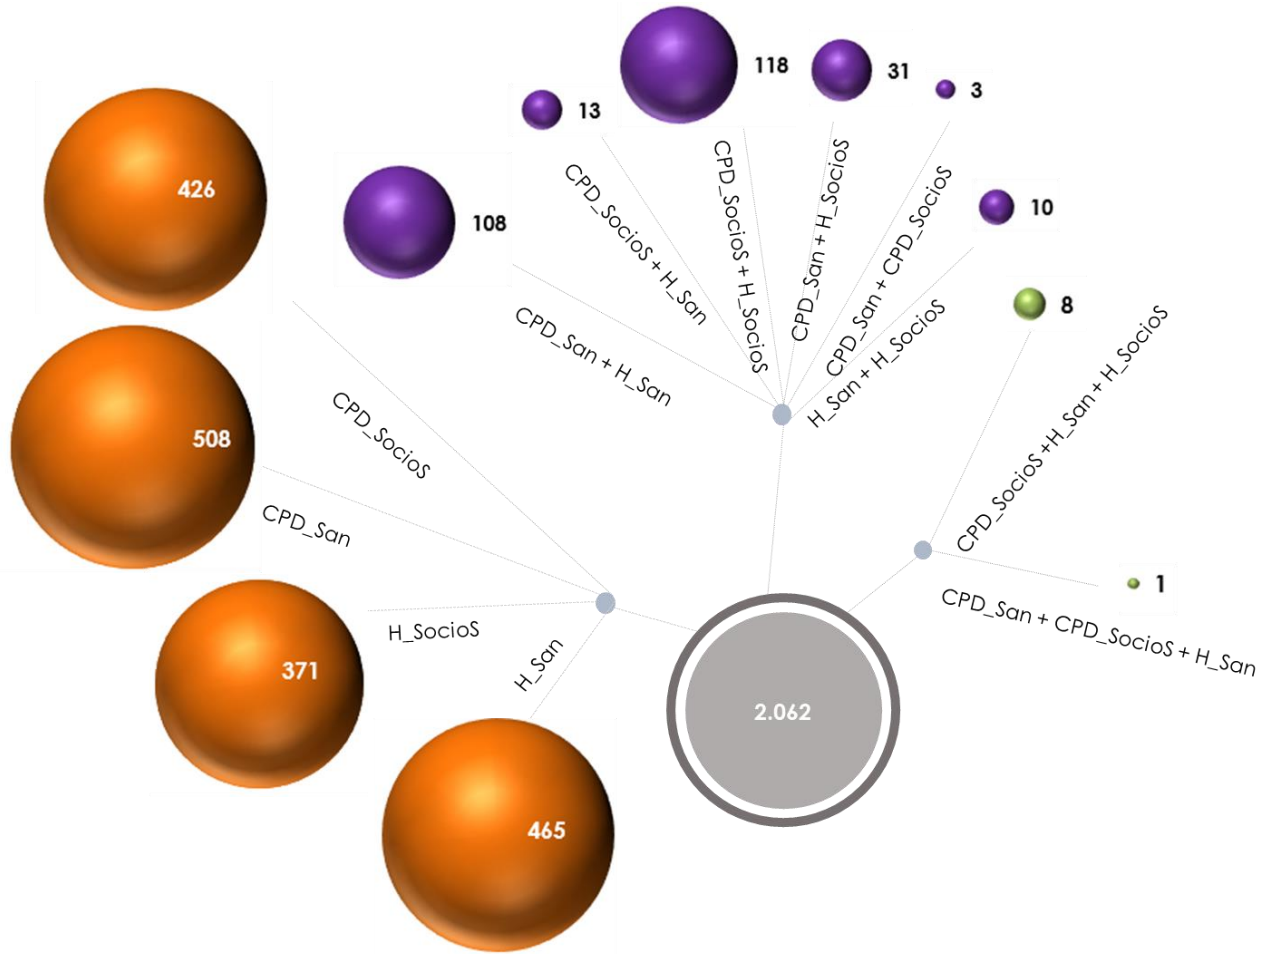 118
31
3
13
426
108
10
8
CPD_SocioS + H_San
CPD_SocioS + H_SocioS
CPD_San + H_SocioS
CPD_San + CPD_SocioS
H_San + H_SocioS
CPD_San + H_San
CPD_SocioS +H_San + H_SocioS
508
CPD_SocioS
CPD_San
1
H_SocioS
CPD_San + CPD_SocioS + H_San
371
H_San
2.062
465